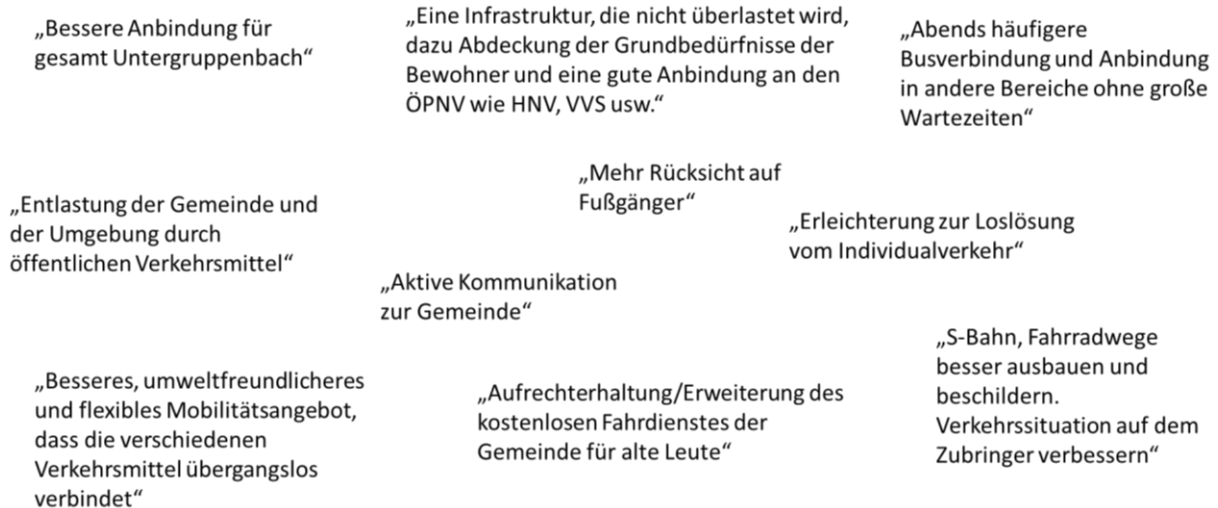 „Bessere Anbindung für
gesamt Untergruppenbach“
„Eine Infrastruktur, die nicht überlastet wird,
dazu Abdeckung der Grundbedürfnisse der
Bewohner und eine gute Anbindung an den
ÖPNV wie HNV, VVS usw.“
„Abends häufigere
Busverbindung und Anbindung
in andere Bereiche ohne große
Wartezeiten“
„Mehr Rücksicht auf
Fußgänger“
„Entlastung der Gemeinde und
der Umgebung durch
öffentlichen Verkehrsmittel“
„Erleichterung zur Loslösung
vom Individualverkehr“
„Aktive Kommunikation
zur Gemeinde“
„Besseres, umweltfreundlicheres
und flexibles Mobilitätsangebot,
dass die verschiedenen
Verkehrsmittel übergangslos
verbindet“
„Aufrechterhaltung/Erweiterung des
kostenlosen Fahrdienstes der
Gemeinde für alte Leute“
„S-Bahn, Fahrradwege
besser ausbauen und
beschildern.
Verkehrssituation auf dem
Zubringer verbessern“